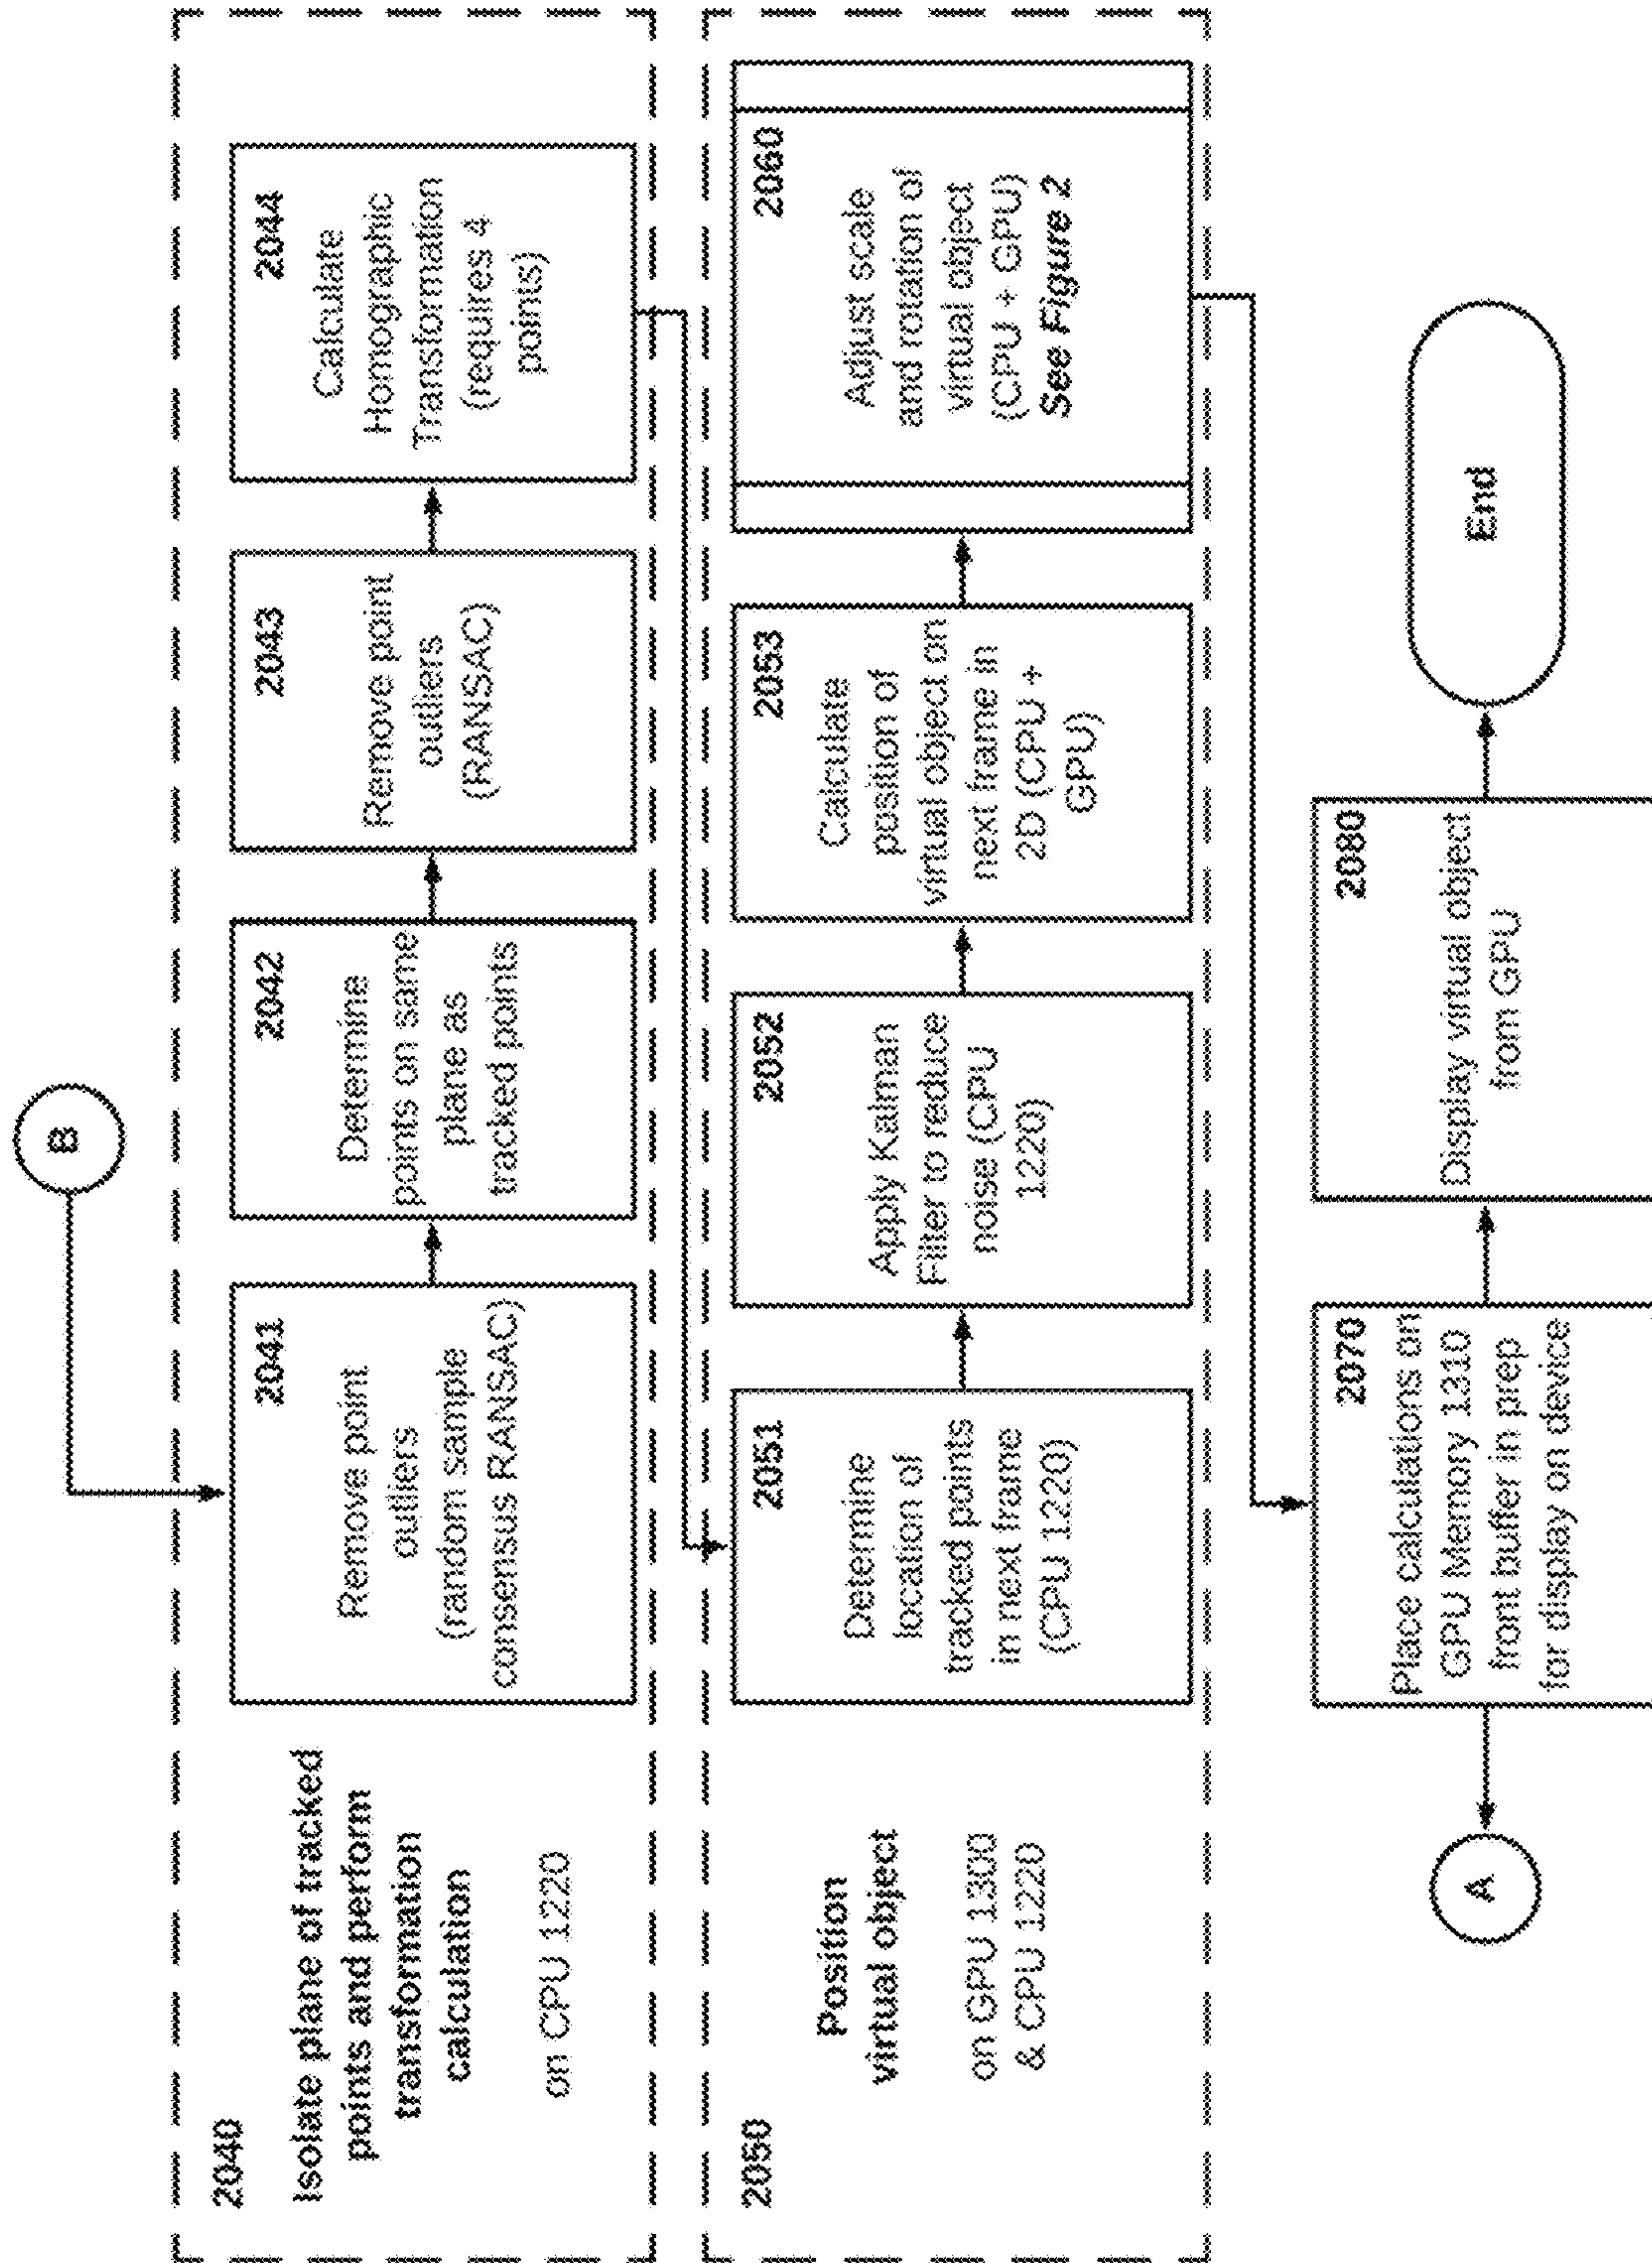 B
2040
Isolate plane of tracked
points and perform
transformation
calculation
on CPU 1220
2041
Remove point
outliers
(random sample
consensus RANSAC)
2042
Determine
points on same
plane as
tracked points
2043
Remove point
outliers
(RANSAC)
2044
Calculate
Homographic
Transformation
(requires 4
points)
2050
Position
virtual object
on GPU 1300
& CPU 1220
2051
Determine
location of
tracked points
in next frame
(CPU 1220)
2052
Apply Kalman
Filter to reduce
noise (CPU
1220)
2053
Calculate
position of
virtual object on
next frame in
2D (CPU +
GPU)
2060
Adjust scale
and rotation of
virtual object
(CPU + GPU)
See Figure 2
A
2070
Place calculations on
GPU Memory 1310
front buffer in prep
for display on device
2080
Display virtual object
from GPU
End